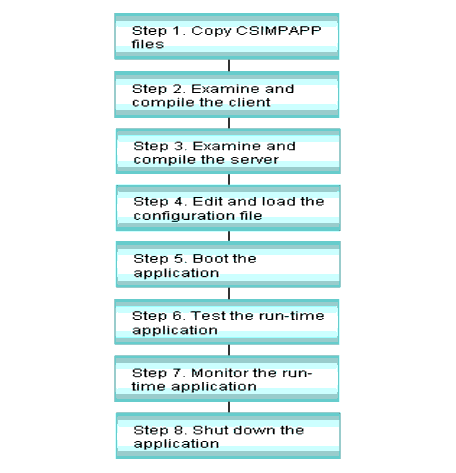 Step 1. Copy CSIMPAPP
files
Step 2. Examine and
compile the client
Step 3. Examine and
compile the server
Step 4. Edit and load the
configuration file
Step 5. Boot the
application
Step 6. Test the run-time
application
Step 7. Monitor the run-
time application
Step 8. Shut down the
application